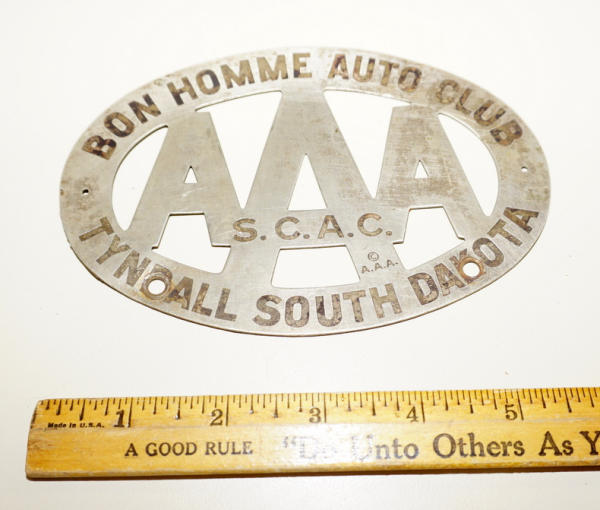 BON HOMME AUTO CLUB
AAA
S.C.A.C.
©
A.A.A.
TYNDALL SOUTH DAKOTA
1 2 3 4 5
Made in U.S.A.
A GOOD RULE "Do Unto Others As Y